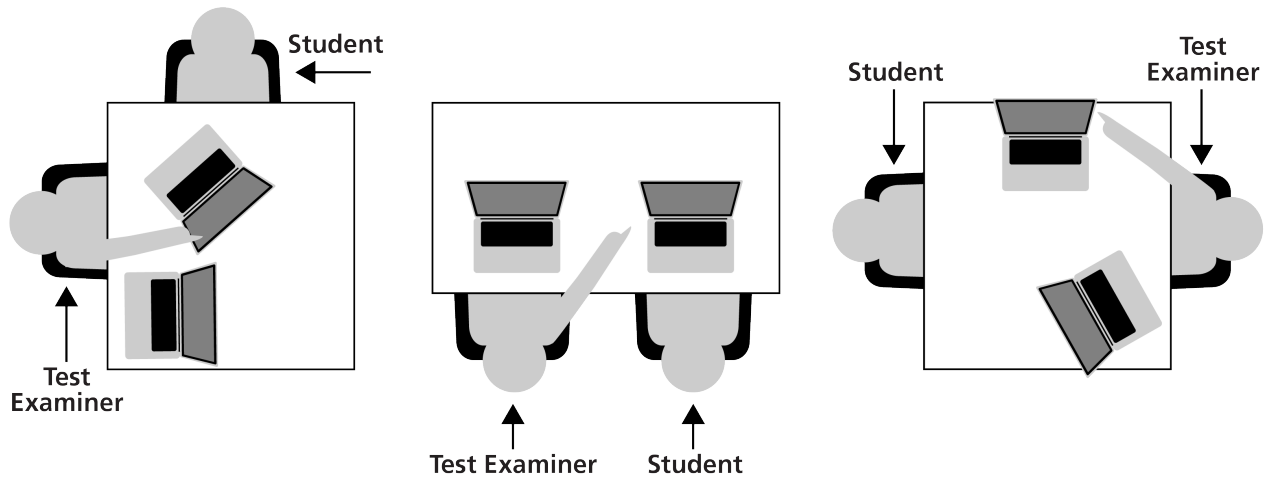 Student
Test
Examiner
Test Examiner
Student
Student
Test
Examiner